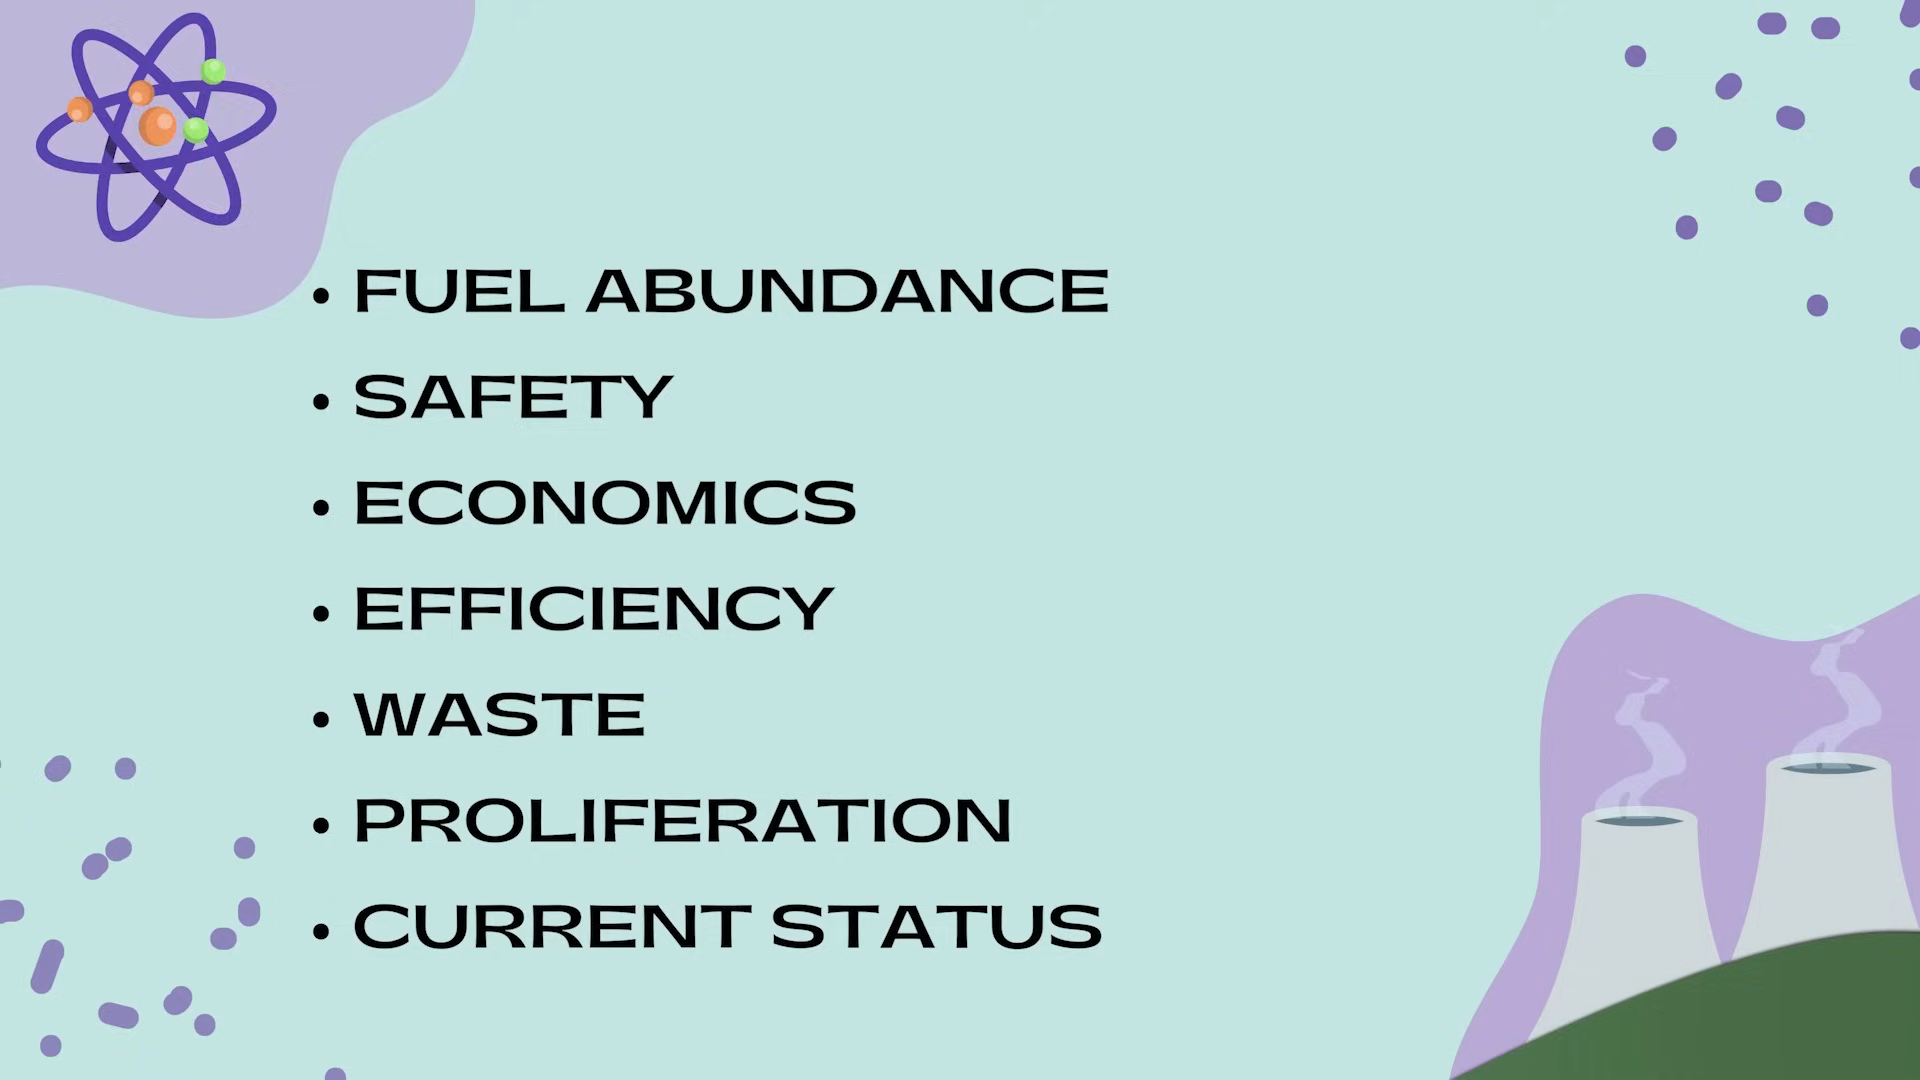 • FUEL ABUNDANCE
• SAFETY
• ECONOMICS
• EFFICIENCY
• WASTE
• PROLIFERATION
• CURRENT STATUS